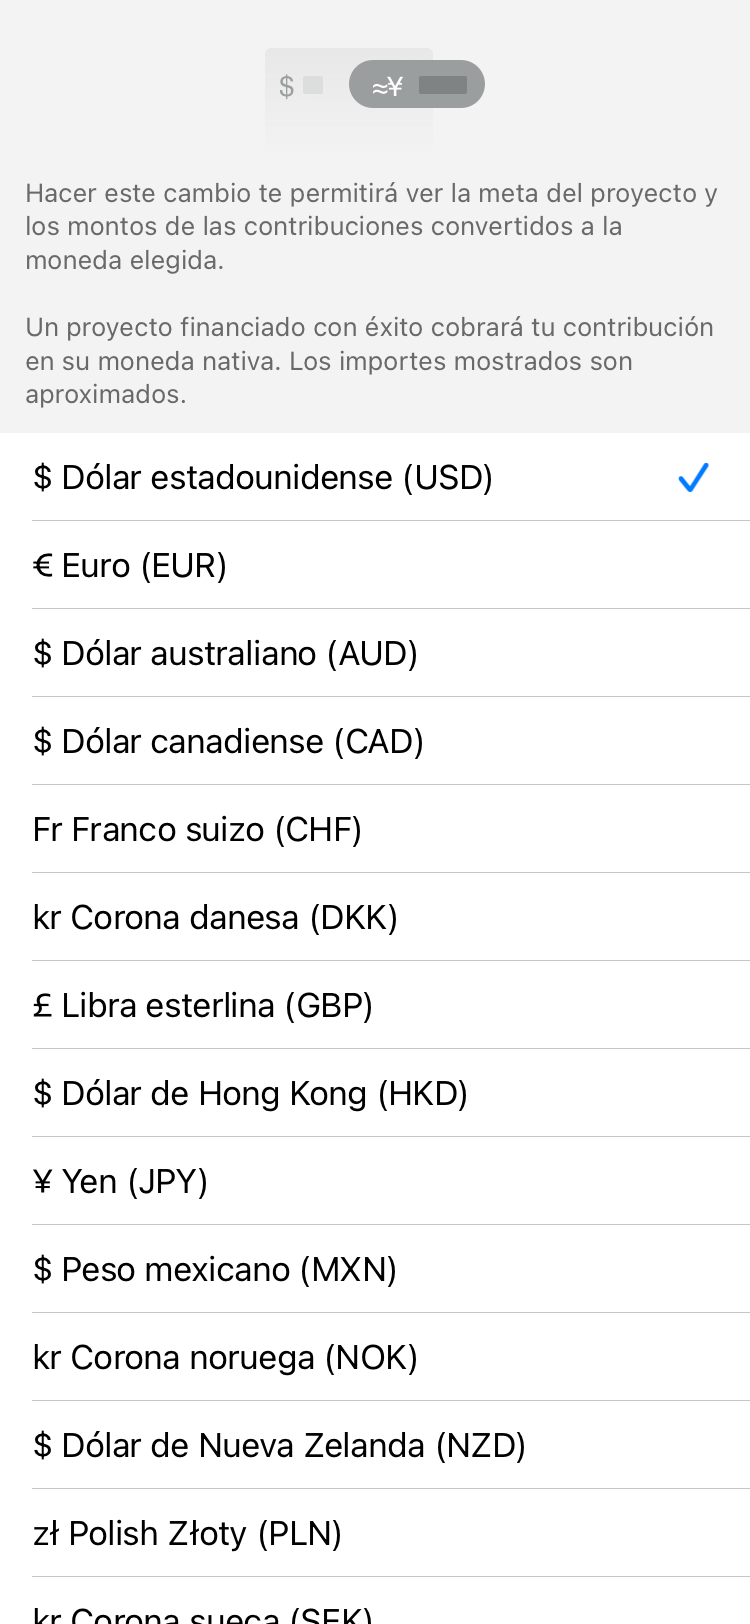 $ ≈¥
Hacer este cambio te permitirá ver la meta del proyecto y
los montos de las contribuciones convertidos a la
moneda elegida.
Un proyecto financiado con éxito cobrará tu contribución
en su moneda nativa. Los importes mostrados son
aproximados.
$ Dólar estadounidense (USD)
€ Euro (EUR)
$ Dólar australiano (AUD)
$ Dólar canadiense (CAD)
Fr Franco suizo (CHF)
kr Corona danesa (DKK)
£ Libra esterlina (GBP)
$ Dólar de Hong Kong (HKD)
¥ Yen (JPY)
$ Peso mexicano (MXN)
kr Corona noruega (NOK)
$ Dólar de Nueva Zelanda (NZD)
zł Polish Złoty (PLN)
kr Corona sueca (SEK)